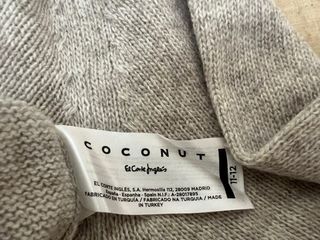 COCONUT
El Corte Inglés
EL CORTE INGLÉS, S.A. Hermosilla 112, 28009 MADRID
España - Espanha - Spain N.I.F.: A-28017895
FABRICADO EN TURQUÍA / FABRICADO NA TURQUIA / MADE
IN TURKEY
11-12